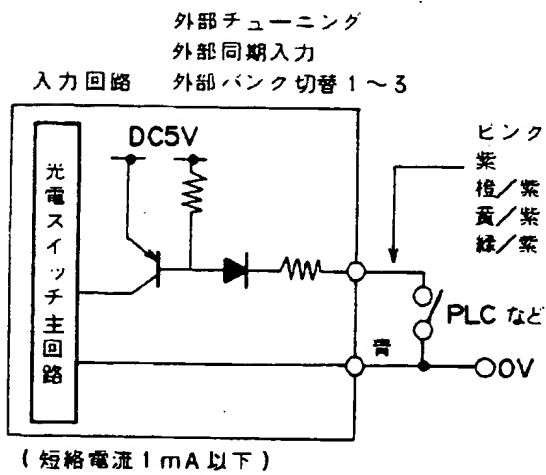 外部チューニング
外部同期入力
入力回路 外部バンク切替1～3
DC5V
光電スイッチ主回路
ピンク
紫
橙/紫
黄/紫
緑/紫
PLC など
青
0V
(短絡電流1mA以下)